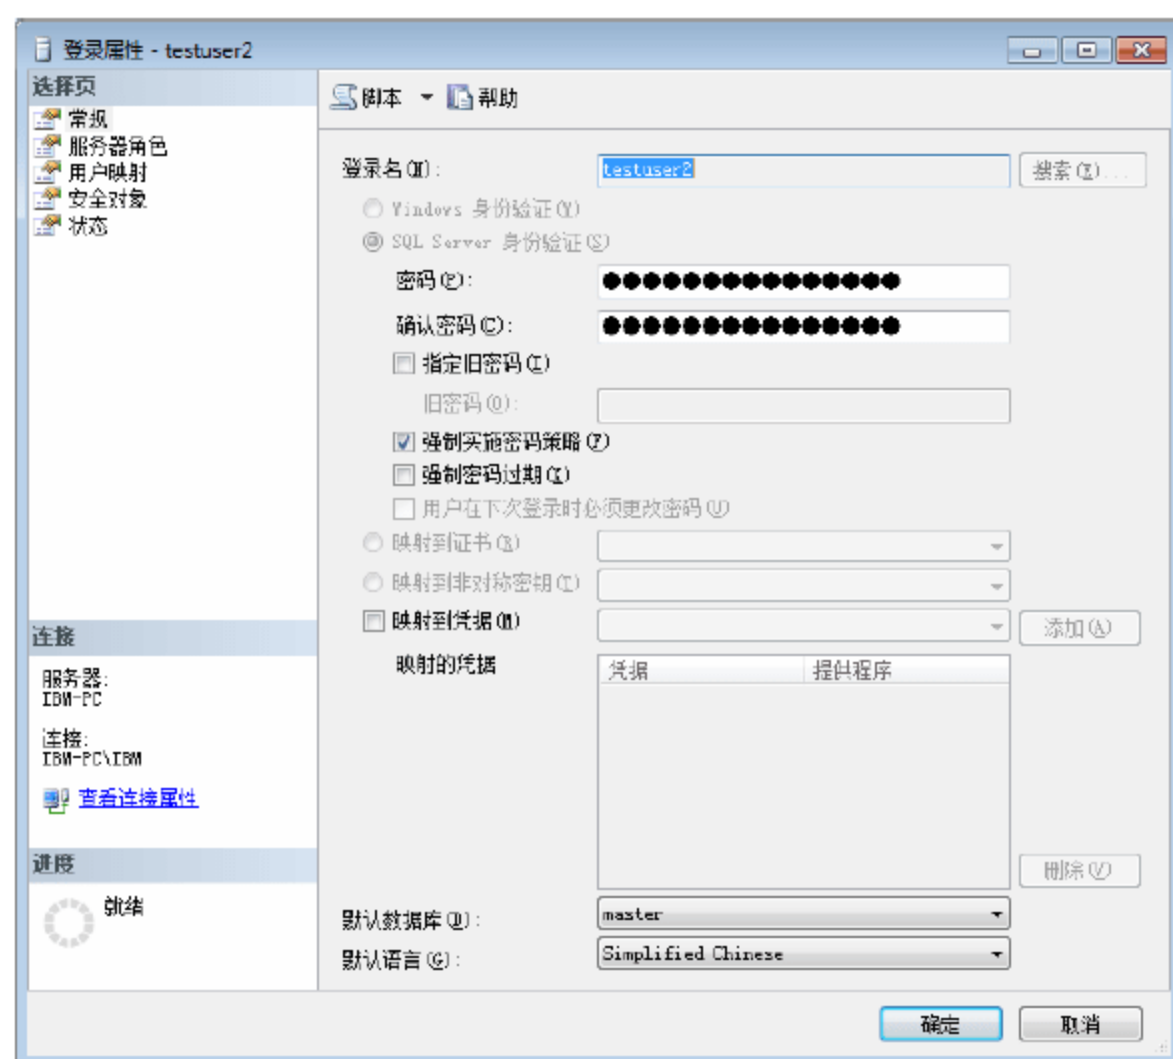 登录属性 - testuser2
选择页
常规
服务器角色
用户映射
安全对象
状态
脚本 帮助
登录名(N): testuser2 搜索(E)...
Windows 身份验证(W)
SQL Server 身份验证(S)
密码(P): ●●●●●●●●●●●●●●●
确认密码(C): ●●●●●●●●●●●●●●●
指定旧密码(I)
旧密码(O):
强制实施密码策略(F)
强制密码过期(X)
用户在下次登录时必须更改密码(U)
映射到证书(R)
映射到非对称密钥(T)
映射到凭据(M) 添加(A)
映射的凭据 凭据 提供程序
删除(V)
默认数据库(D): master
默认语言(G): Simplified Chinese
连接
服务器:
IBM-PC
连接:
IBM-PC\IBM
查看连接属性
进度
就绪
确定 取消